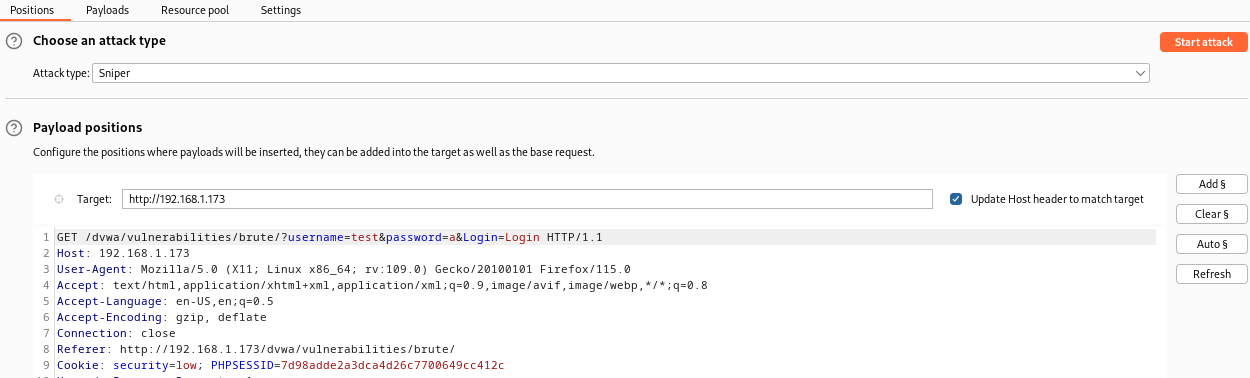 Positions Payloads Resource pool Settings
? Choose an attack type Start attack
Attack type: Sniper
? Payload positions
Configure the positions where payloads will be inserted, they can be added into the target as well as the base request.
Add §
Target: http://192.168.1.173 Update Host header to match target
Clear §
1 GET /dvwa/vulnerabilities/brute/?username=test&password=a&Login=Login HTTP/1.1
Auto §
2 Host: 192.168.1.173
3 User-Agent: Mozilla/5.0 (X11; Linux x86_64; rv:109.0) Gecko/20100101 Firefox/115.0
Refresh
4 Accept: text/html,application/xhtml+xml,application/xml;q=0.9,image/avif,image/webp,*/*;q=0.8
5 Accept-Language: en-US,en;q=0.5
6 Accept-Encoding: gzip, deflate
7 Connection: close
8 Referer: http://192.168.1.173/dvwa/vulnerabilities/brute/
9 Cookie: security=low; PHPSESSID=7d98adde2a3dca4d26c7700649cc412c